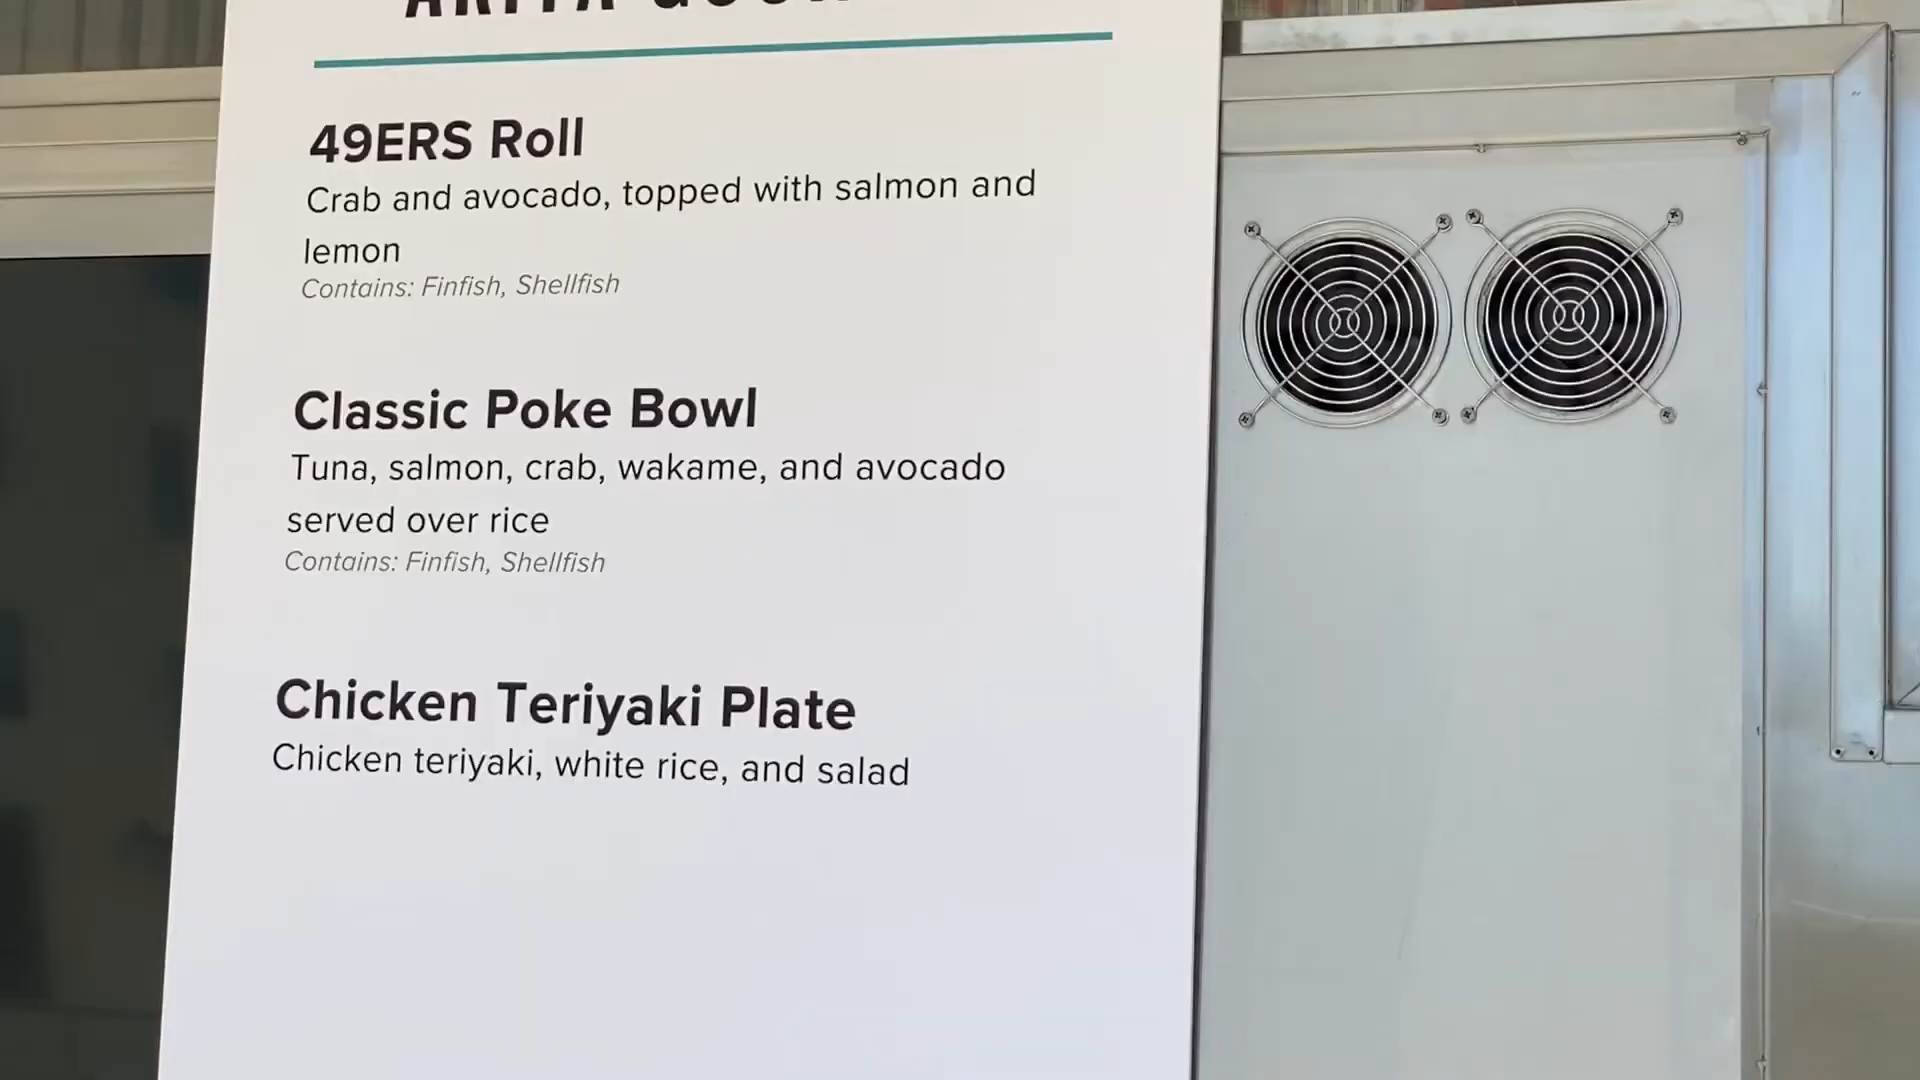 49ERS Roll
Crab and avocado, topped with salmon and
lemon
Contains: Finfish, Shellfish
Classic Poke Bowl
Tuna, salmon, crab, wakame, and avocado
served over rice
Contains: Finfish, Shellfish
Chicken Teriyaki Plate
Chicken teriyaki, white rice, and salad